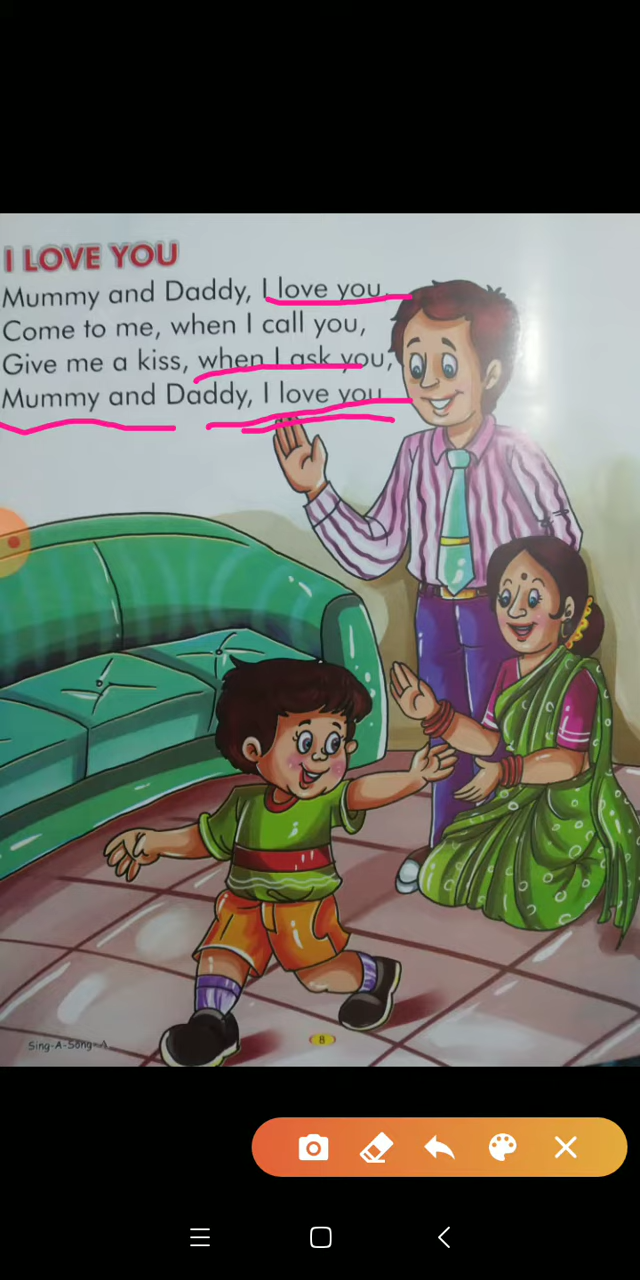 I LOVE YOU
Mummy and Daddy, I love you,
Come to me, when I call you,
Give me a kiss, when I ask you,
Mummy and Daddy, I love you
Sing-A-Song-A
8